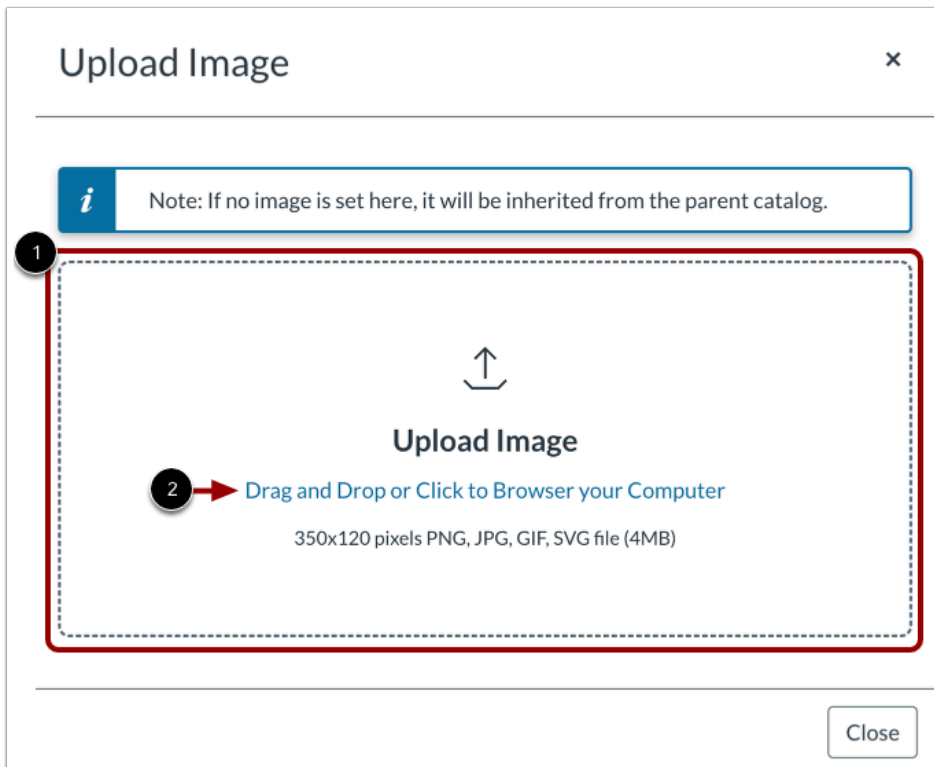 Upload Image
×
i
Note: If no image is set here, it will be inherited from the parent catalog.
1
Upload Image
2
Drag and Drop or Click to Browser your Computer
350x120 pixels PNG, JPG, GIF, SVG file (4MB)
Close